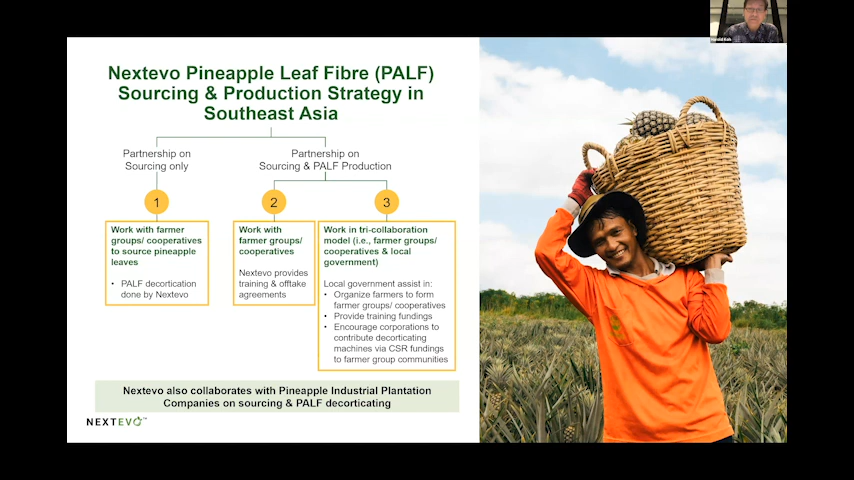 Nextevo Pineapple Leaf Fibre (PALF)
Sourcing & Production Strategy in
Southeast Asia
Partnership on
Sourcing only
Partnership on
Sourcing & PALF Production
1
2
3
Work with farmer
groups/ cooperatives
to source pineapple
leaves
• PALF decortication
done by Nextevo
Work with
farmer groups/
cooperatives
Nextevo provides
training & offtake
agreements
Work in tri-collaboration
model (i.e., farmer groups/
cooperatives & local
government)
Local government assist in:
• Organize farmers to form
farmer groups/ cooperatives
• Provide training fundings
• Encourage corporations to
contribute decorticating
machines via CSR fundings
to farmer group communities
Nextevo also collaborates with Pineapple Industrial Plantation
Companies on sourcing & PALF decorticating
NEXTEVO™